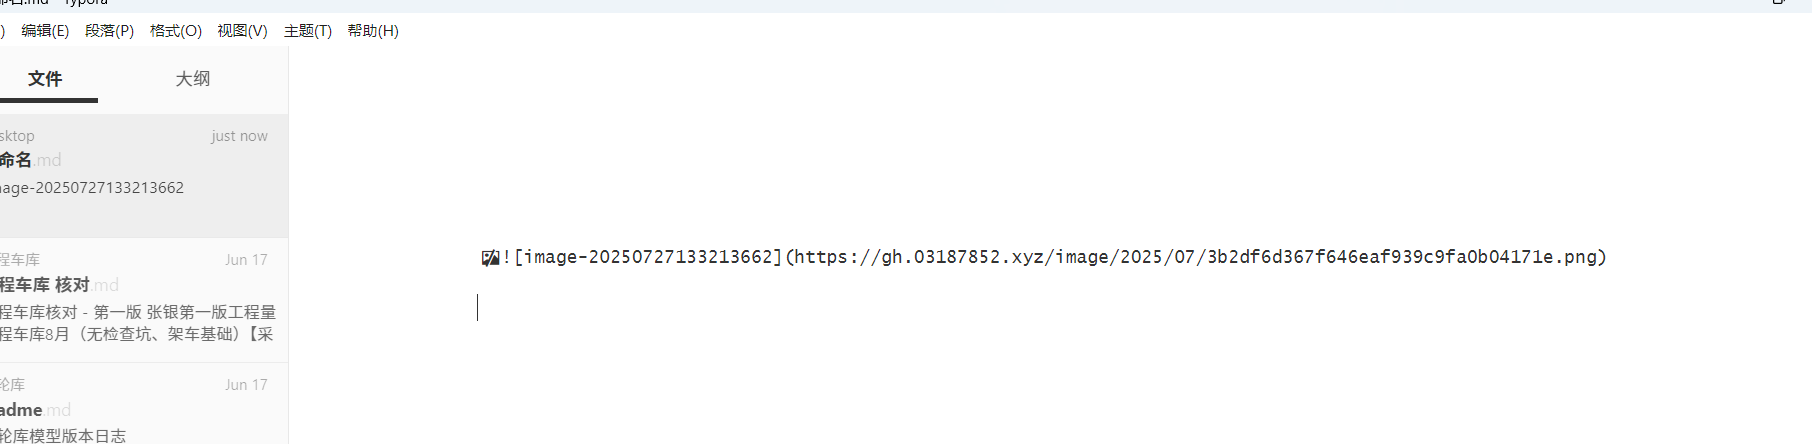 命名.md - Typora
) 编辑(E) 段落(P) 格式(O) 视图(V) 主题(T) 帮助(H)
文件 大纲
sktop just now
命名.md
nage-20250727133213662
程车库 Jun 17
程车库 核对.md
程车库核对 - 第一版 张银第一版工程量
程车库8月（无检查坑、架车基础）【采
轮库 Jun 17
adme.md
轮库模型版本日志
![image-20250727133213662](https://gh.03187852.xyz/image/2025/07/3b2df6d367f646eaf939c9fa0b04171e.png)